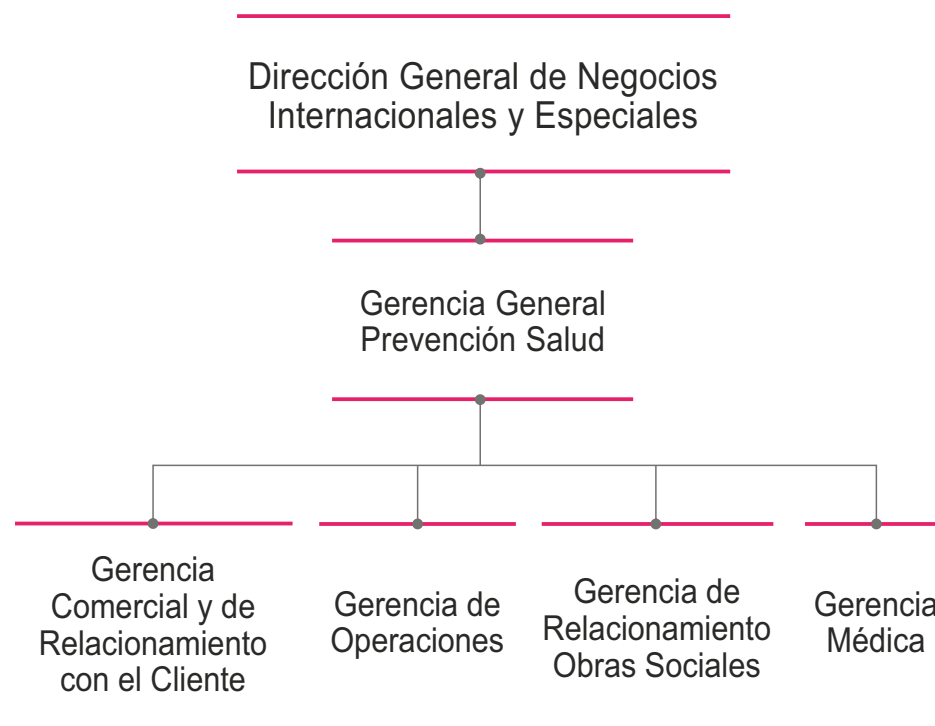 Dirección General de Negocios
Internacionales y Especiales
Gerencia General
Prevención Salud
Gerencia
Comercial y de
Relacionamiento
con el Cliente
Gerencia de
Operaciones
Gerencia de
Relacionamiento
Obras Sociales
Gerencia
Médica